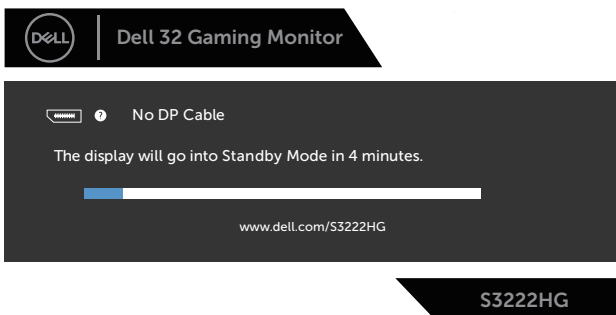 DELL
Dell 32 Gaming Monitor
? No DP Cable
The display will go into Standby Mode in 4 minutes.
www.dell.com/S3222HG
S3222HG